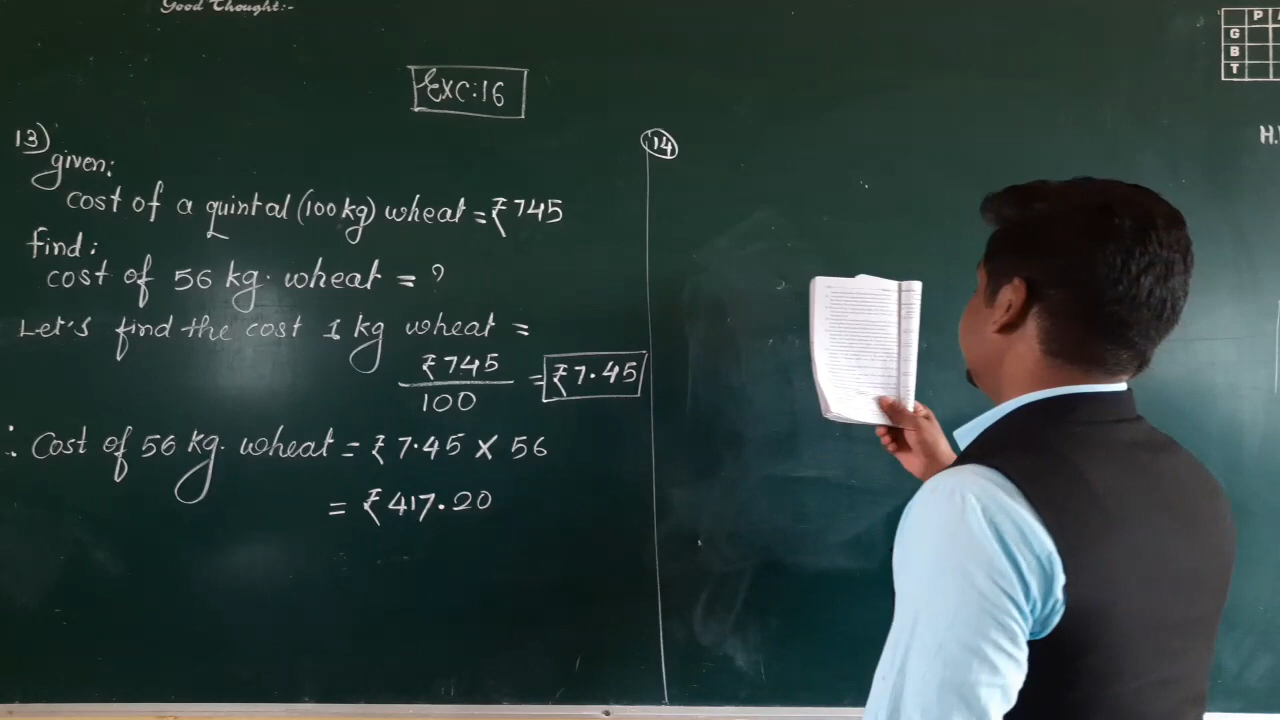 Good Thought:-
Exc:16
13)
given:
cost of a quintal (100 kg) wheat = ₹745
find:
cost of 56 kg. wheat = ?
Let's find the cost 1 kg wheat =
₹745
100
= ₹7.45
∴ Cost of 56 kg. wheat = ₹7.45 × 56
= ₹417.20
14
P
G
B
T
H.